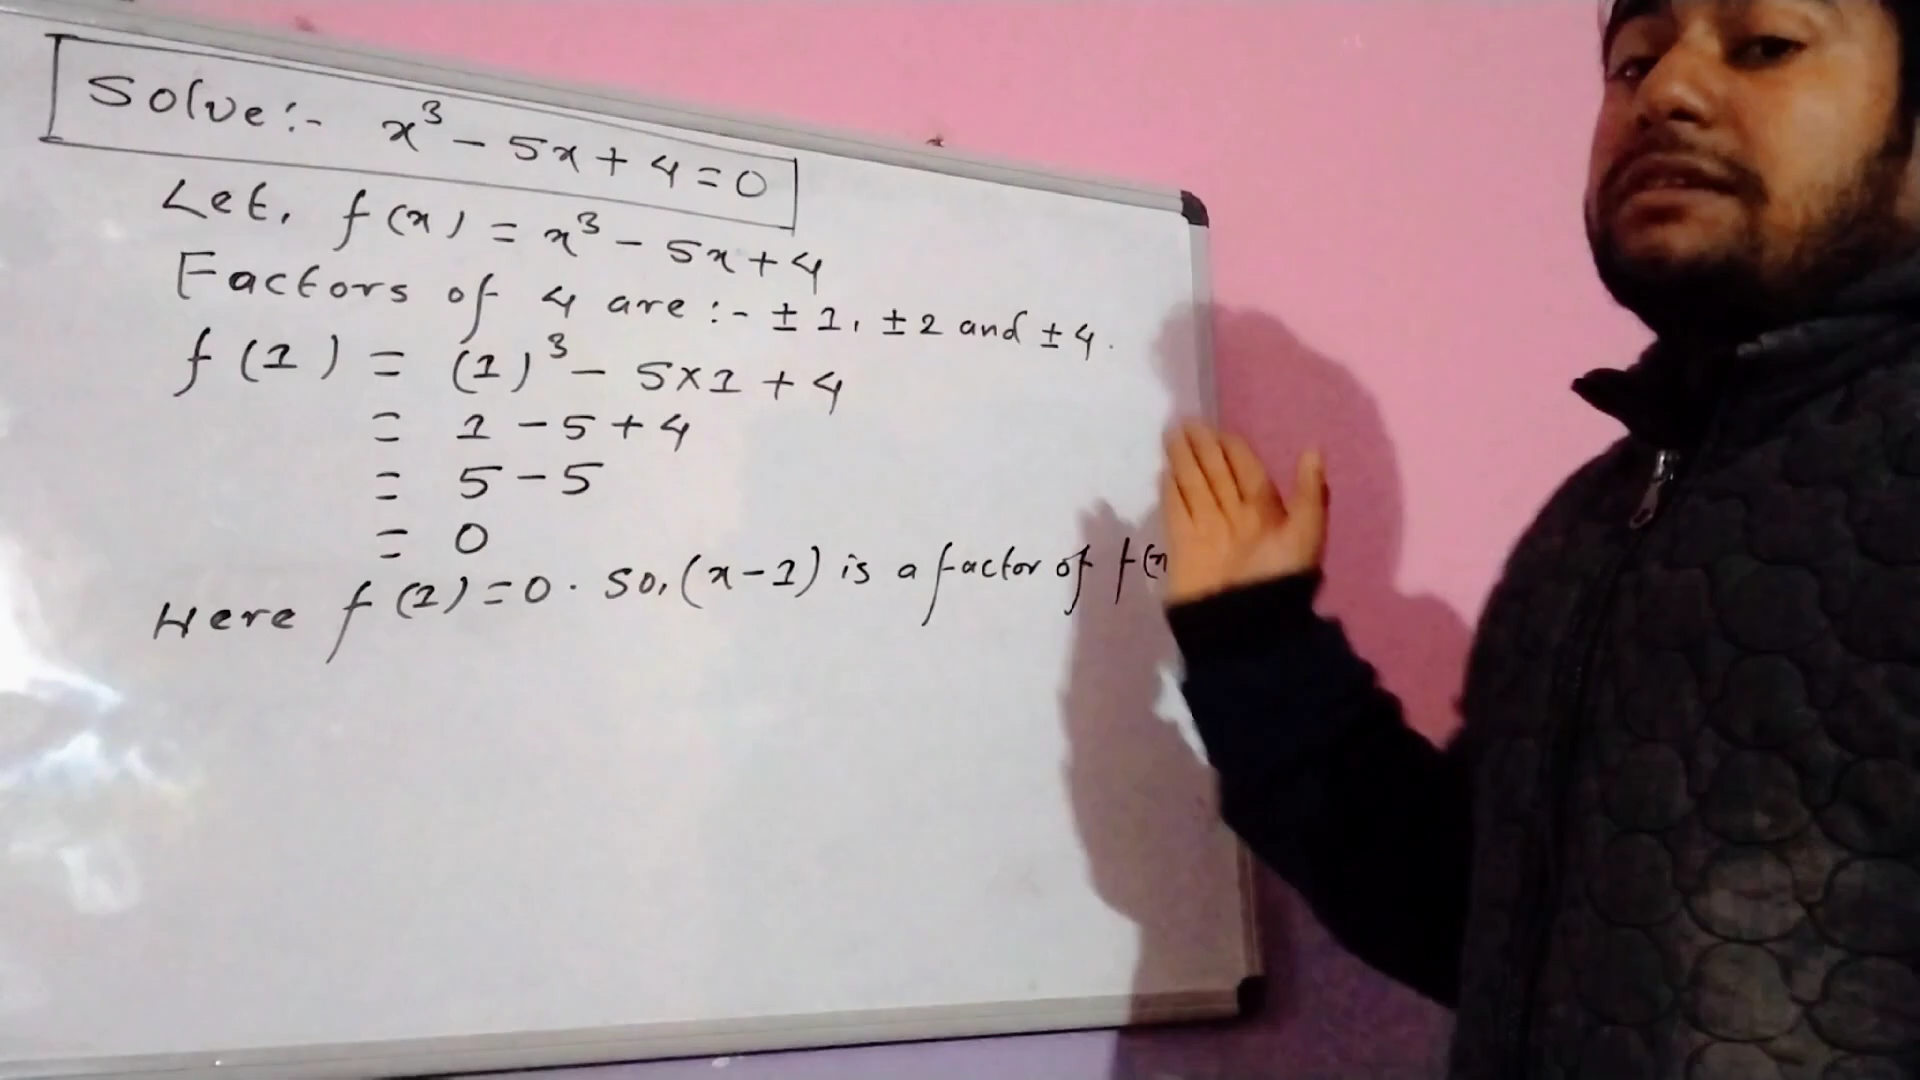 Solve:- x³ - 5x + 4 = 0
Let, f(x) = x³ - 5x + 4
Factors of 4 are :- ± 1, ± 2 and ± 4.
f(1) = (1)³ - 5×1 + 4
= 1 - 5 + 4
= 5 - 5
= 0
Here f(1) = 0. So, (x-1) is a factor of f(x